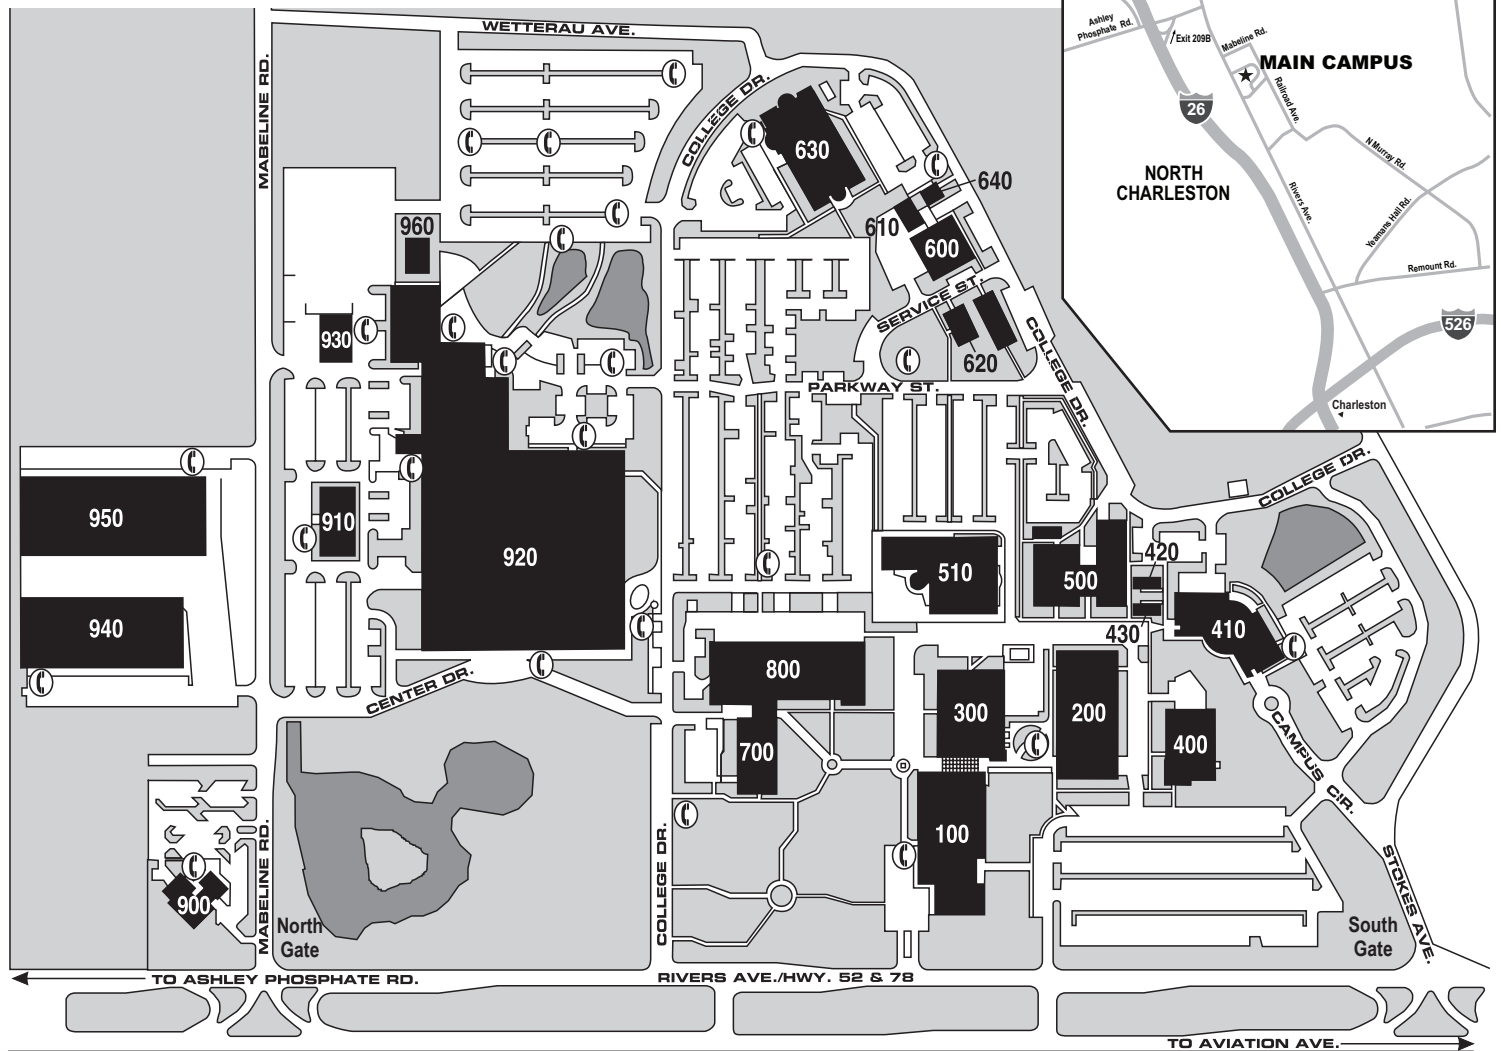 WETTERAU AVE.
MABELINE RD.
COLLEGE DR.
630
640
610
600
SERVICE ST.
620
COLLEGE DR.
PARKWAY ST.
960
930
910
920
950
940
CENTER DR.
510
500
420
430
410
COLLEGE DR.
800
700
300
200
400
100
CAMPUS CIR.
STOKES AVE.
COLLEGE DR.
MABELINE RD.
900
North
Gate
South
Gate
TO ASHLEY PHOSPHATE RD.
RIVERS AVE./HWY. 52 & 78
TO AVIATION AVE.
Ashley
Phosphate Rd.
Exit 209B
Mabeline Rd.
MAIN CAMPUS
Railroad Ave.
26
N Murray Rd.
NORTH
CHARLESTON
Rivers Ave.
Yeamans Hall Rd.
Remount Rd.
526
Charleston